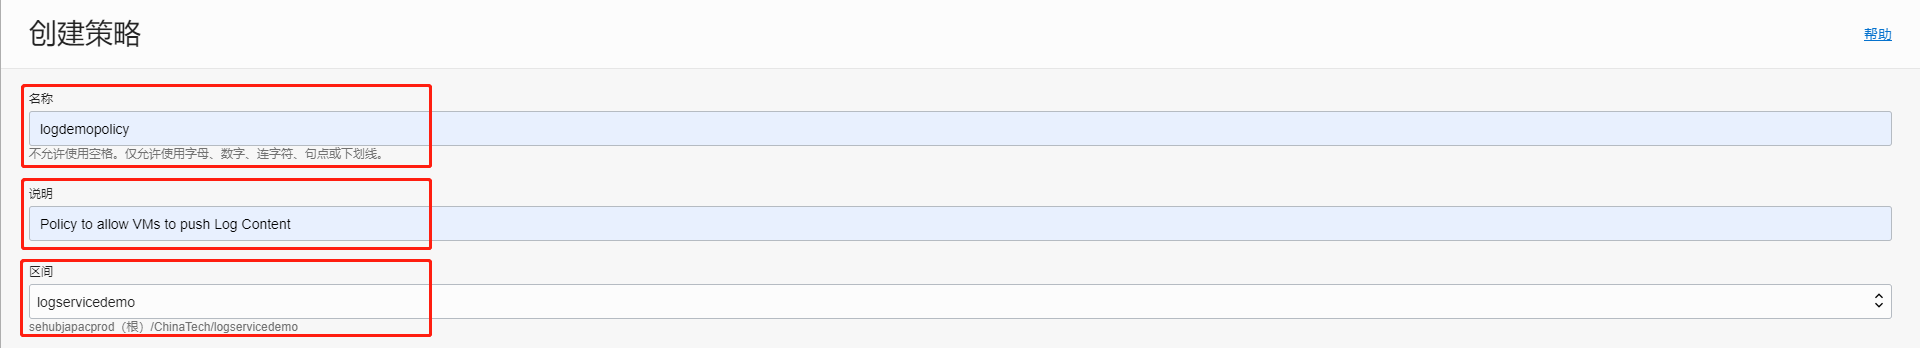 创建策略
帮助
名称
logdemopolicy
不允许使用空格。仅允许使用字母、数字、连字符、句点或下划线。
说明
Policy to allow VMs to push Log Content
区间
logservicedemo
sehubjapacprod（根）/ChinaTech/logservicedemo